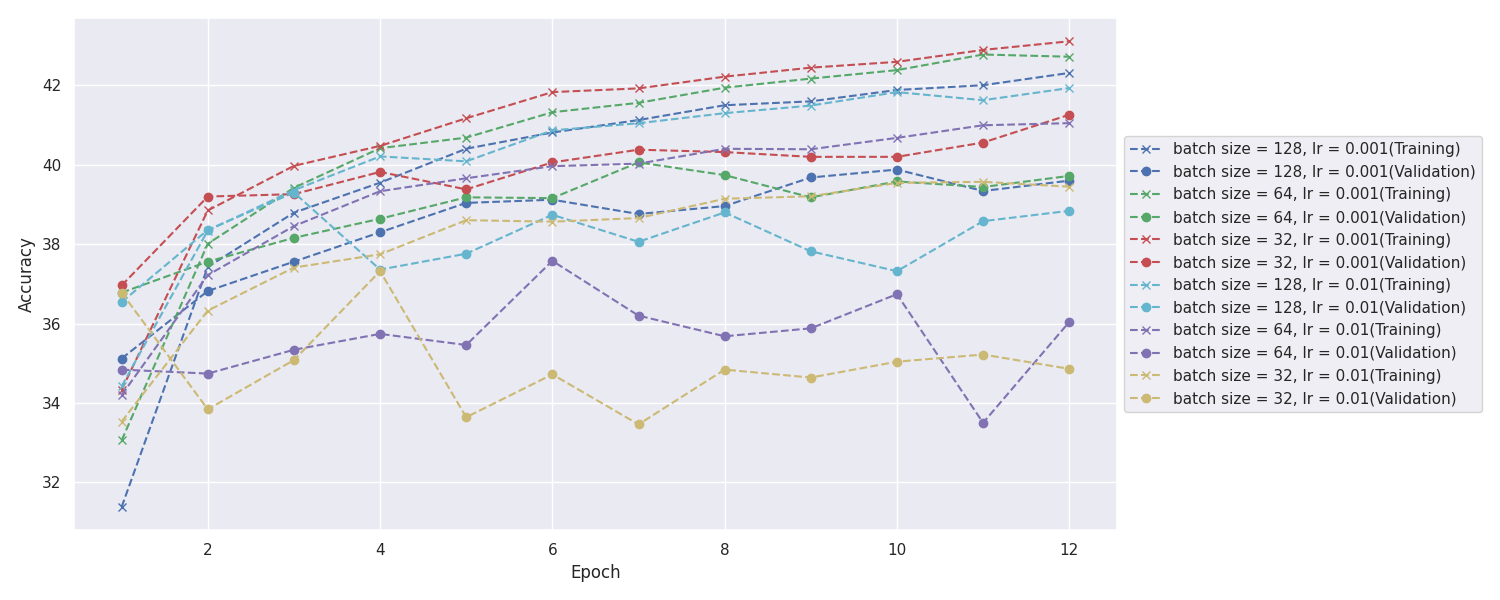 Accuracy
42
40
38
36
34
32
2
4
6
8
10
12
Epoch
batch size = 128, lr = 0.001(Training)
batch size = 128, lr = 0.001(Validation)
batch size = 64, lr = 0.001(Training)
batch size = 64, lr = 0.001(Validation)
batch size = 32, lr = 0.001(Training)
batch size = 32, lr = 0.001(Validation)
batch size = 128, lr = 0.01(Training)
batch size = 128, lr = 0.01(Validation)
batch size = 64, lr = 0.01(Training)
batch size = 64, lr = 0.01(Validation)
batch size = 32, lr = 0.01(Training)
batch size = 32, lr = 0.01(Validation)